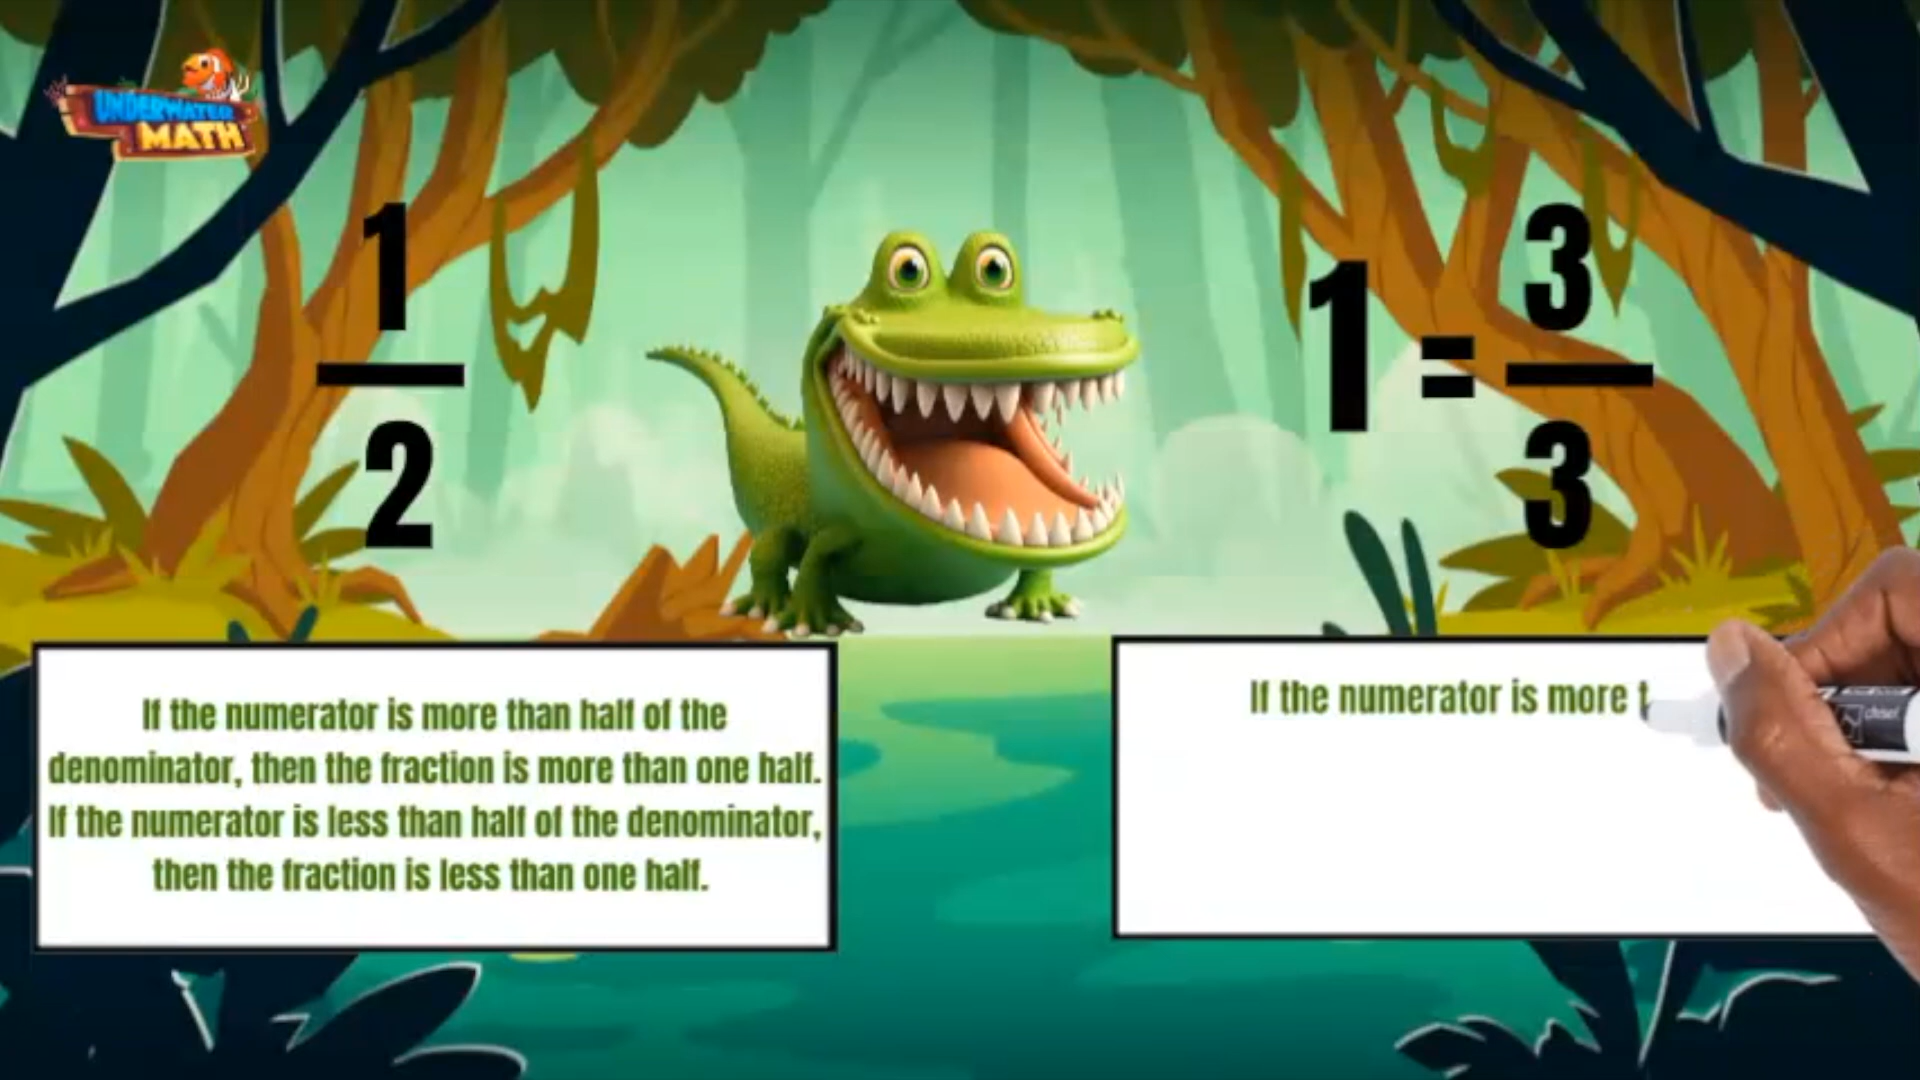 UNDERWATER
MATH
1
2
1 = 3
3
If the numerator is more than half of the
denominator, then the fraction is more than one half.
If the numerator is less than half of the denominator,
then the fraction is less than one half.
If the numerator is more t
chisel